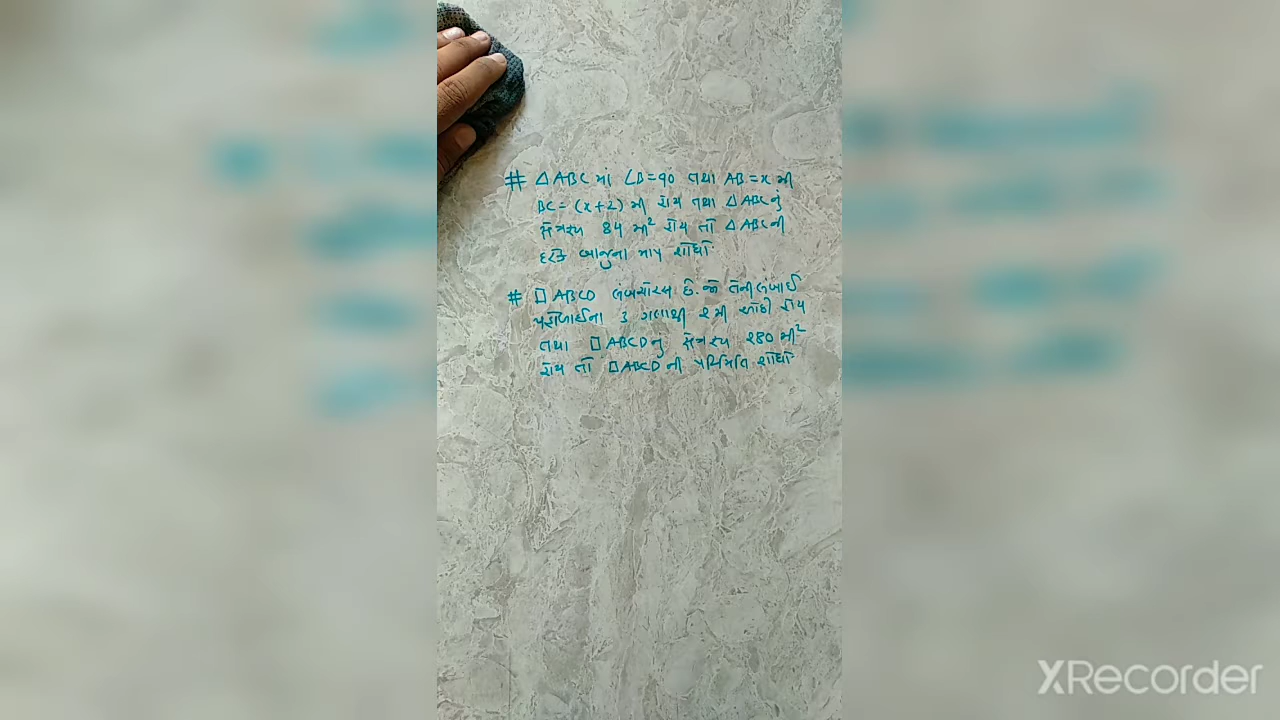 # △ABC માં ∠B=90 તથા AB=x મી
BC=(x+2) મી હોય તથા △ABCનું
ક્ષેત્રફળ 84 મી² હોય તો △ABCની
દરેક બાજુના માપ શોધો.
# □ABCD લંબચોરસ છે. જો તેની લંબાઈ
પહોળાઈના 3 ગણાથી 2 મી ઓછી હોય
તથા □ABCDનું ક્ષેત્રફળ 280 મી²
હોય તો □ABCDની પરિમિતિ શોધો
XRecorder